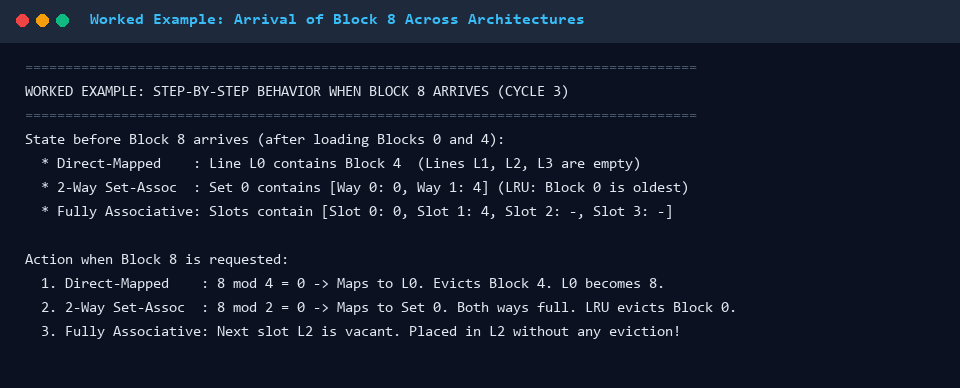 Worked Example: Arrival of Block 8 Across Architectures
====================================================================================
WORKED EXAMPLE: STEP-BY-STEP BEHAVIOR WHEN BLOCK 8 ARRIVES (CYCLE 3)
====================================================================================
State before Block 8 arrives (after loading Blocks 0 and 4):
  * Direct-Mapped    : Line L0 contains Block 4  (Lines L1, L2, L3 are empty)
  * 2-Way Set-Assoc  : Set 0 contains [Way 0: 0, Way 1: 4] (LRU: Block 0 is oldest)
  * Fully Associative: Slots contain [Slot 0: 0, Slot 1: 4, Slot 2: -, Slot 3: -]
Action when Block 8 is requested:
  1. Direct-Mapped    : 8 mod 4 = 0 -> Maps to L0. Evicts Block 4. L0 becomes 8.
  2. 2-Way Set-Assoc  : 8 mod 2 = 0 -> Maps to Set 0. Both ways full. LRU evicts Block 0.
  3. Fully Associative: Next slot L2 is vacant. Placed in L2 without any eviction!